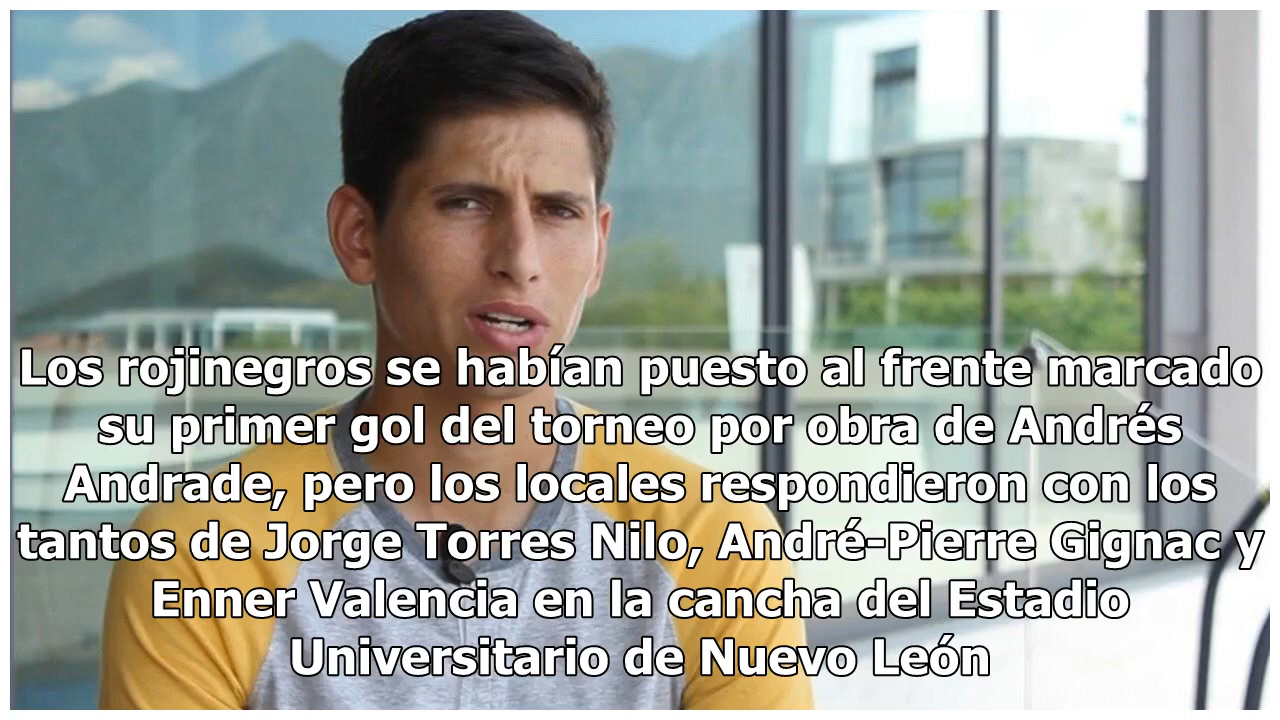 Los rojinegros se habían puesto al frente marcado
su primer gol del torneo por obra de Andrés
Andrade, pero los locales respondieron con los
tantos de Jorge Torres Nilo, André-Pierre Gignac y
Enner Valencia en la cancha del Estadio
Universitario de Nuevo León